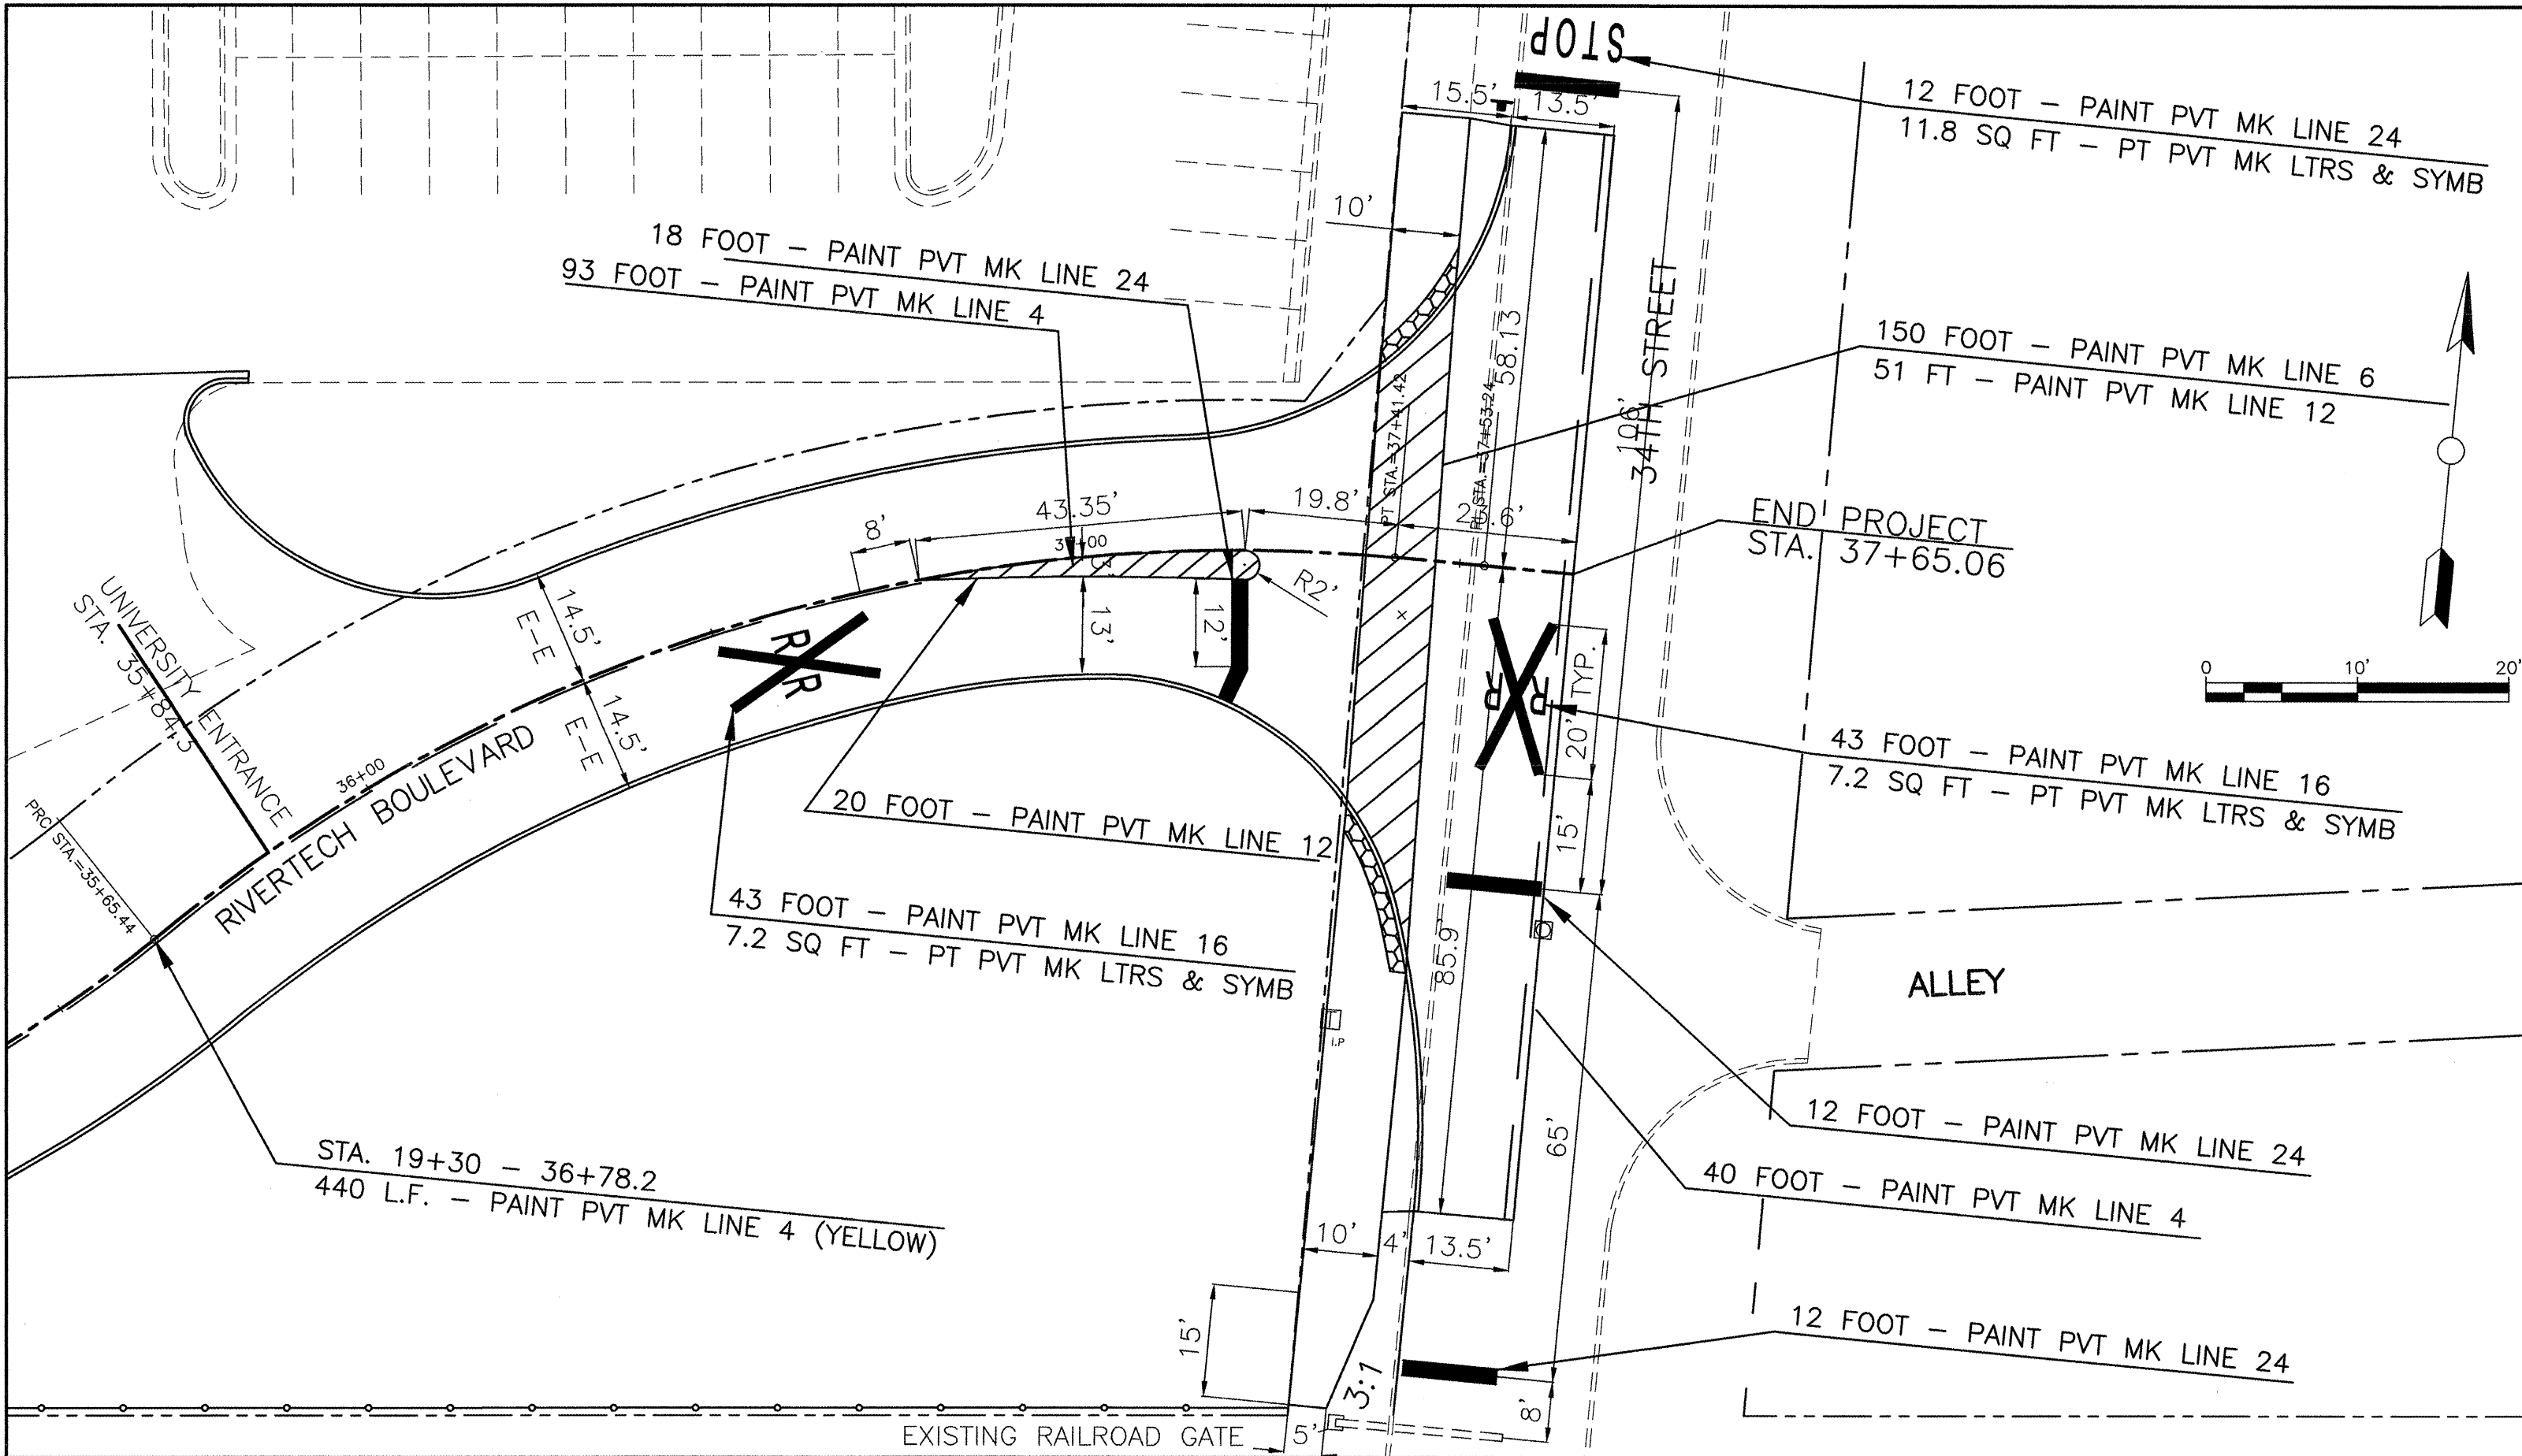 STOP
15.5'
13.5'
12 FOOT – PAINT PVT MK LINE 24
11.8 SQ FT – PT PVT MK LTRS & SYMB
10'
18 FOOT – PAINT PVT MK LINE 24
93 FOOT – PAINT PVT MK LINE 4
58.13
34TH STREET
106'
150 FOOT – PAINT PVT MK LINE 6
51 FT – PAINT PVT MK LINE 12
PT STA.=37+41.42
STA.=37+53.24
43.35'
8'
19.8'
END PROJECT
STA. 37+65.06
3'
R2'
13'
12'
14.5'
E–E
14.5'
E–E
R R
R R
20' TYP.
15'
0 10' 20'
UNIVERSITY ENTRANCE
STA. 35+84.3
36+00
RIVERTECH BOULEVARD
PRC STA.=35+65.44
43 FOOT – PAINT PVT MK LINE 16
7.2 SQ FT – PT PVT MK LTRS & SYMB
20 FOOT – PAINT PVT MK LINE 12
43 FOOT – PAINT PVT MK LINE 16
7.2 SQ FT – PT PVT MK LTRS & SYMB
85.9'
ALLEY
I.P
65'
12 FOOT – PAINT PVT MK LINE 24
40 FOOT – PAINT PVT MK LINE 4
STA. 19+30 – 36+78.2
440 L.F. – PAINT PVT MK LINE 4 (YELLOW)
10'
4'
13.5'
15'
12 FOOT – PAINT PVT MK LINE 24
3:1
8'
EXISTING RAILROAD GATE
5'